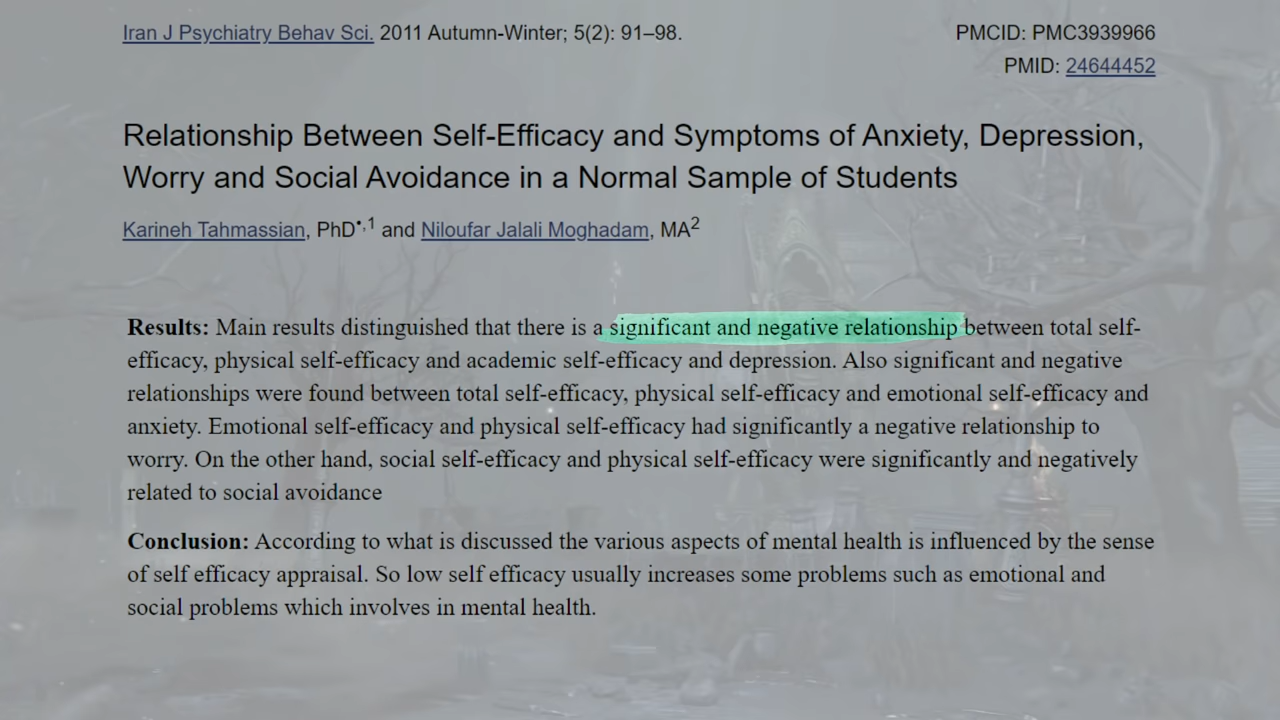 Iran J Psychiatry Behav Sci. 2011 Autumn-Winter; 5(2): 91–98.
PMCID: PMC3939966
PMID: 24644452
Relationship Between Self-Efficacy and Symptoms of Anxiety, Depression,
Worry and Social Avoidance in a Normal Sample of Students
Karineh Tahmassian, PhD*,1 and Niloufar Jalali Moghadam, MA2
Results: Main results distinguished that there is a significant and negative relationship between total self-
efficacy, physical self-efficacy and academic self-efficacy and depression. Also significant and negative
relationships were found between total self-efficacy, physical self-efficacy and emotional self-efficacy and
anxiety. Emotional self-efficacy and physical self-efficacy had significantly a negative relationship to
worry. On the other hand, social self-efficacy and physical self-efficacy were significantly and negatively
related to social avoidance
Conclusion: According to what is discussed the various aspects of mental health is influenced by the sense
of self efficacy appraisal. So low self efficacy usually increases some problems such as emotional and
social problems which involves in mental health.